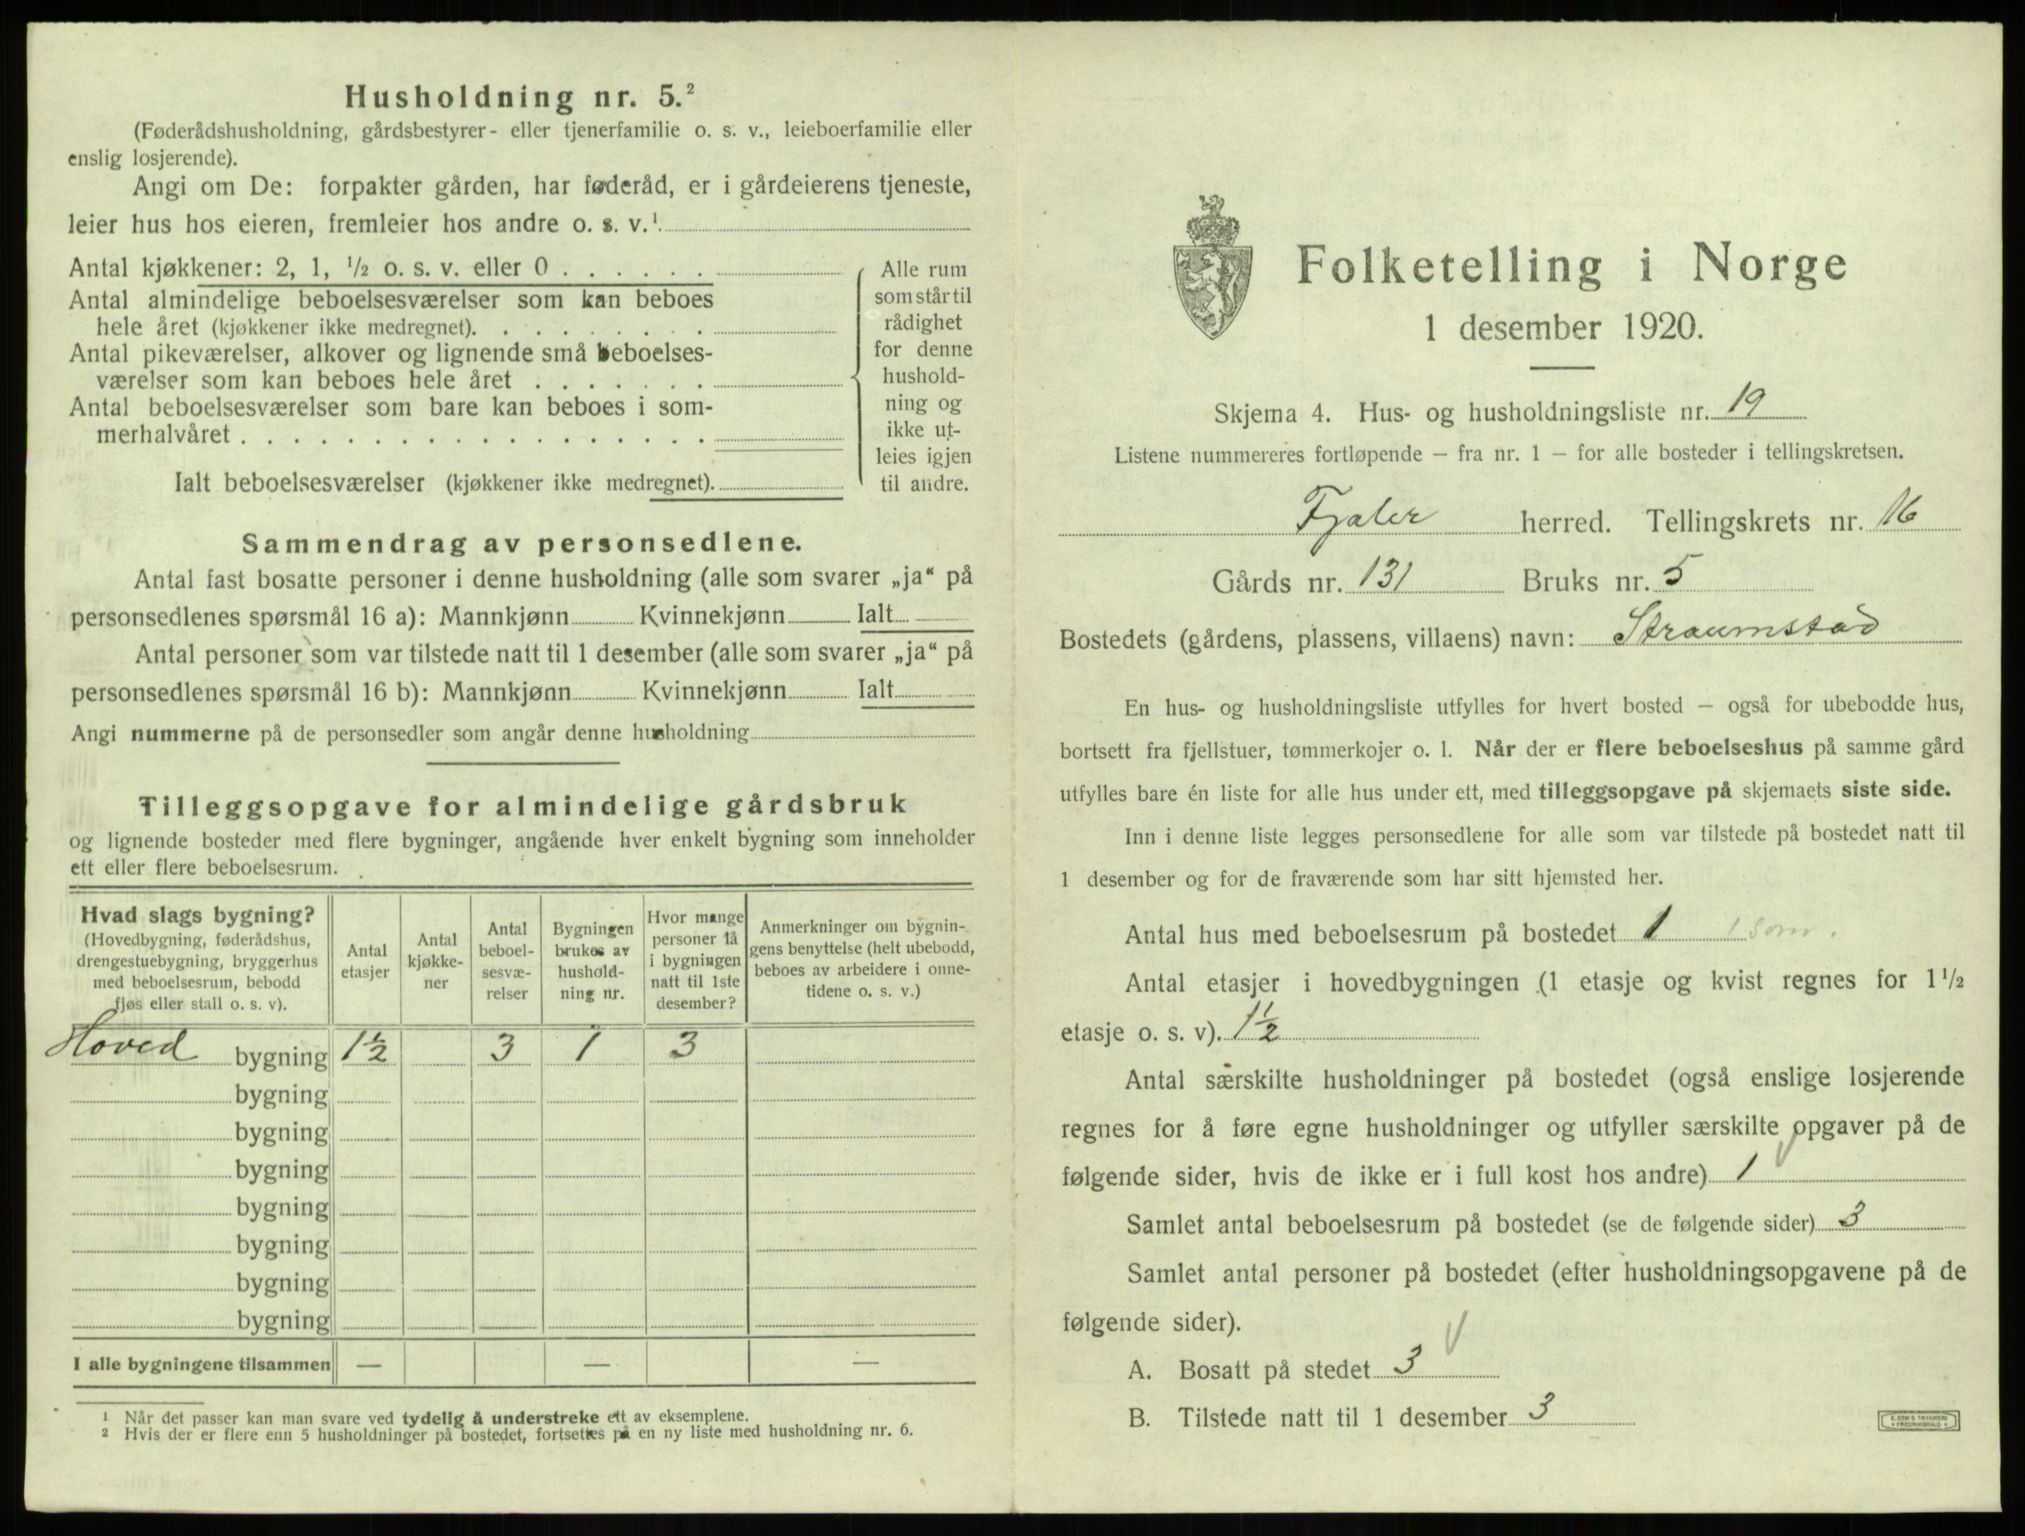 Husholdning nr. 5.²
(Føderådshusholdning, gårdsbestyrer- eller tjenerfamilie o. s. v., leieboerfamilie eller
enslig losjerende).
Angi om De: forpakter gården, har føderåd, er i gårdeierens tjeneste,
leier hus hos eieren, fremleier hos andre o. s. v.¹
Antal kjøkkener: 2, 1, ½ o. s. v. eller 0 . . . . . .
Antal almindelige beboelsesværelser som kan beboes
hele året (kjøkkener ikke medregnet). . . . . . . . .
Antal pikeværelser, alkover og lignende små beboelses-
værelser som kan beboes hele året . . . . . . .
Antal beboelsesværelser som bare kan beboes i som-
merhalvåret . . . . . . . . . . . . . . . . . .
Ialt beboelsesværelser (kjøkkener ikke medregnet).
Alle rum
som står til
rådighet
for denne
hushold-
ning og
ikke ut-
leies igjen
til andre.
Sammendrag av personsedlene.
Antal fast bosatte personer i denne husholdning (alle som svarer „ja“ på
personsedlenes spørsmål 16 a): Mannkjønn Kvinnekjønn Ialt
Antal personer som var tilstede natt til 1 desember (alle som svarer „ja“ på
personsedlenes spørsmål 16 b): Mannkjønn Kvinnekjønn Ialt
Angi nummerne på de personsedler som angår denne husholdning
Tilleggsopgave for almindelige gårdsbruk
og lignende bosteder med flere bygninger, angående hver enkelt bygning som inneholder
ett eller flere beboelsesrum.
Hvad slags bygning?
(Hovedbygning, føderådshus,
drengestuebygning, bryggerhus
med beboelsesrum, bebodd
fjøs eller stall o. s. v).
Antal
etasjer
Antal
kjøkke-
ner
Antal
beboel-
sesvæ-
relser
Bygningen
brukes av
hushold-
ning nr.
Hvor mange
personer lå
i bygningen
natt til 1ste
desember?
Anmerkninger om bygnin-
gens benyttelse (helt ubebodd,
beboes av arbeidere i onne-
tidene o. s. v.)
Hoved bygning 1½ 3 1 3
bygning
bygning
bygning
bygning
bygning
bygning
bygning
I alle bygningene tilsammen — — —
1 Når det passer kan man svare ved tydelig å understreke ett av eksemplene.
2 Hvis der er flere enn 5 husholdninger på bostedet, fortsettes på en ny liste med husholdning nr. 6.
Folketelling i Norge
1 desember 1920.
Skjema 4. Hus- og husholdningsliste nr. 19
Listene nummereres fortløpende — fra nr. 1 — for alle bosteder i tellingskretsen.
Fjaler herred. Tellingskrets nr. 16
Gårds nr. 131 Bruks nr. 5
Bostedets (gårdens, plassens, villaens) navn: Straumstad
En hus- og husholdningsliste utfylles for hvert bosted — også for ubebodde hus,
bortsett fra fjellstuer, tømmerkojer o. l. Når der er flere beboelseshus på samme gård
utfylles bare én liste for alle hus under ett, med tilleggsopgave på skjemaets siste side.
Inn i denne liste legges personsedlene for alle som var tilstede på bostedet natt til
1 desember og for de fraværende som har sitt hjemsted her.
Antal hus med beboelsesrum på bostedet 1 1 som.
Antal etasjer i hovedbygningen (1 etasje og kvist regnes for 1½
etasje o. s. v). 1½
Antal særskilte husholdninger på bostedet (også enslige losjerende
regnes for å føre egne husholdninger og utfyller særskilte opgaver på de
følgende sider, hvis de ikke er i full kost hos andre) 1
Samlet antal beboelsesrum på bostedet (se de følgende sider) 3
Samlet antal personer på bostedet (efter husholdningsopgavene på de
følgende sider).
A. Bosatt på stedet 3
B. Tilstede natt til 1 desember 3